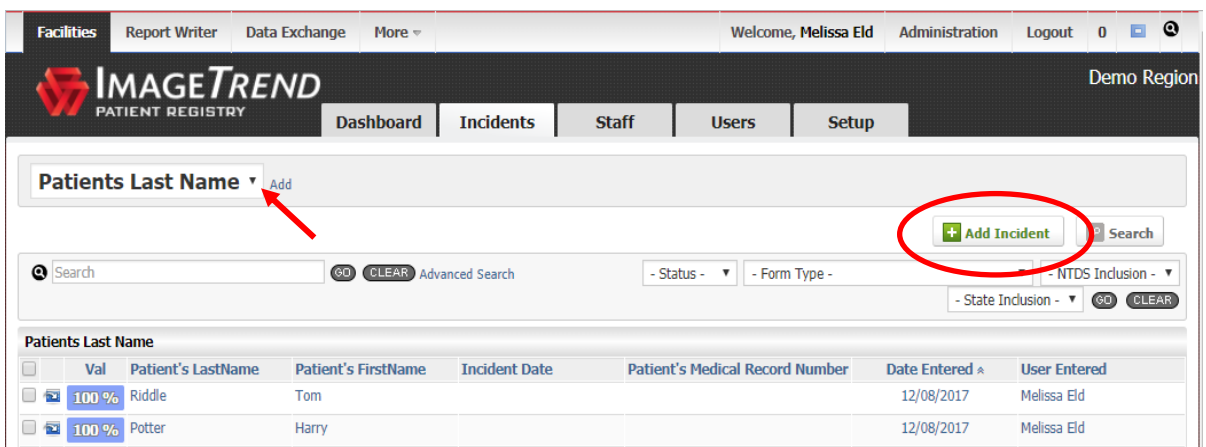 Facilities Report Writer Data Exchange More Welcome, Melissa Eld Administration Logout 0
IMAGETREND
PATIENT REGISTRY
Demo Region
Dashboard Incidents Staff Users Setup
Patients Last Name Add
Add Incident Search
Search GO CLEAR Advanced Search - Status - - Form Type - - NTDS Inclusion -
- State Inclusion - GO CLEAR
Patients Last Name
Val Patient's LastName Patient's FirstName Incident Date Patient's Medical Record Number Date Entered User Entered
100 % Riddle Tom 12/08/2017 Melissa Eld
100 % Potter Harry 12/08/2017 Melissa Eld